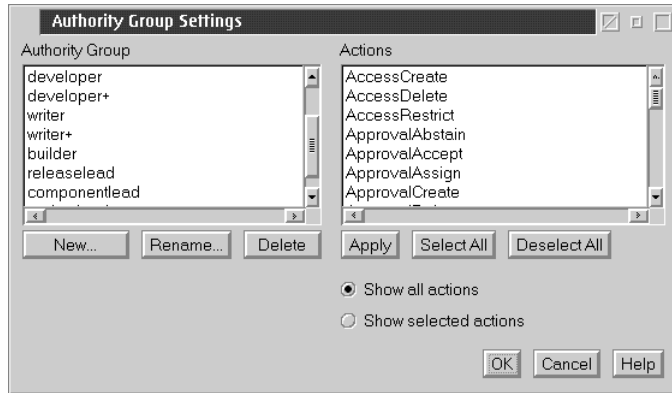 Authority Group Settings
Authority Group
developer
developer+
writer
writer+
builder
releaselead
componentlead
New...
Rename...
Delete
Actions
AccessCreate
AccessDelete
AccessRestrict
ApprovalAbstain
ApprovalAccept
ApprovalAssign
ApprovalCreate
Apply
Select All
Deselect All
Show all actions
Show selected actions
OK
Cancel
Help